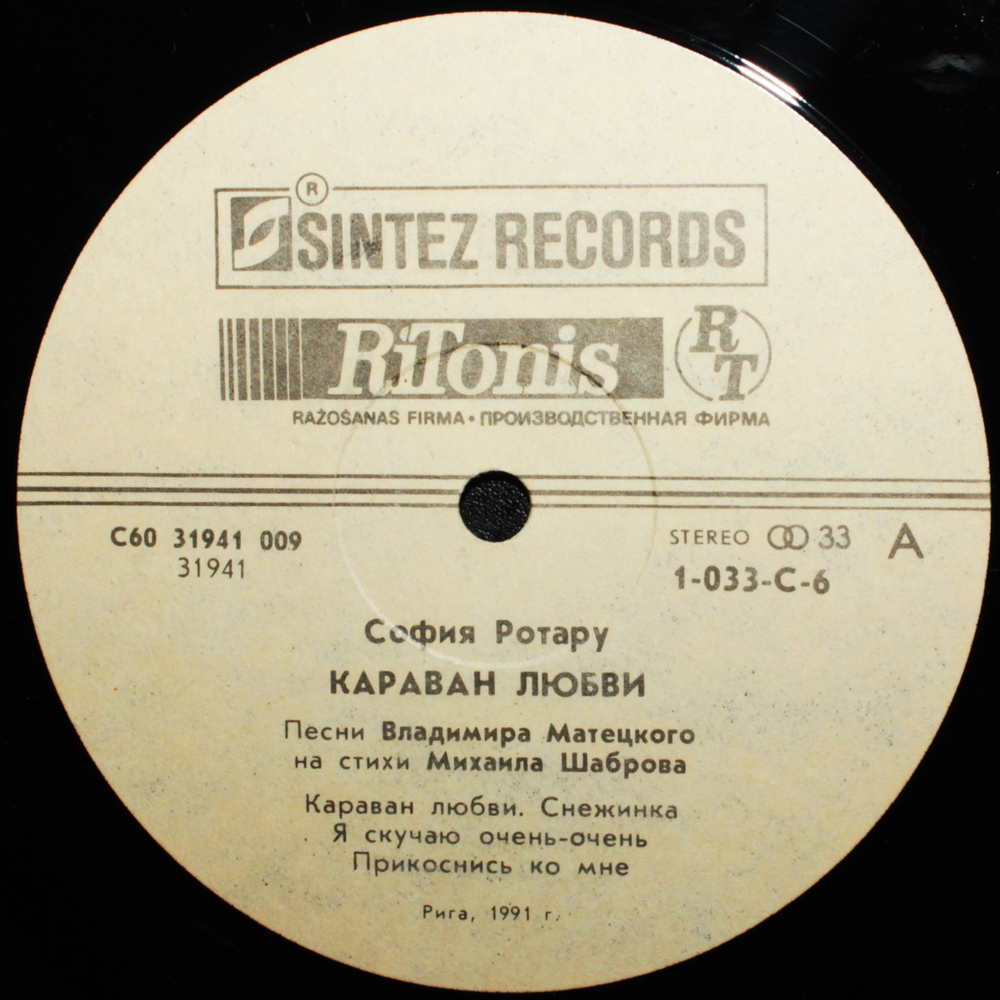 ®
SINTEZ RECORDS
RiTonis RT
RAŽOŠANAS FIRMA • ПРОИЗВОДСТВЕННАЯ ФИРМА
С60 31941 009
31941
STEREO 33 A
1-033-С-6
София Ротару
КАРАВАН ЛЮБВИ
Песни Владимира Матецкого
на стихи Михаила Шаброва
Караван любви. Снежинка
Я скучаю очень-очень
Прикоснись ко мне
Рига, 1991 г.